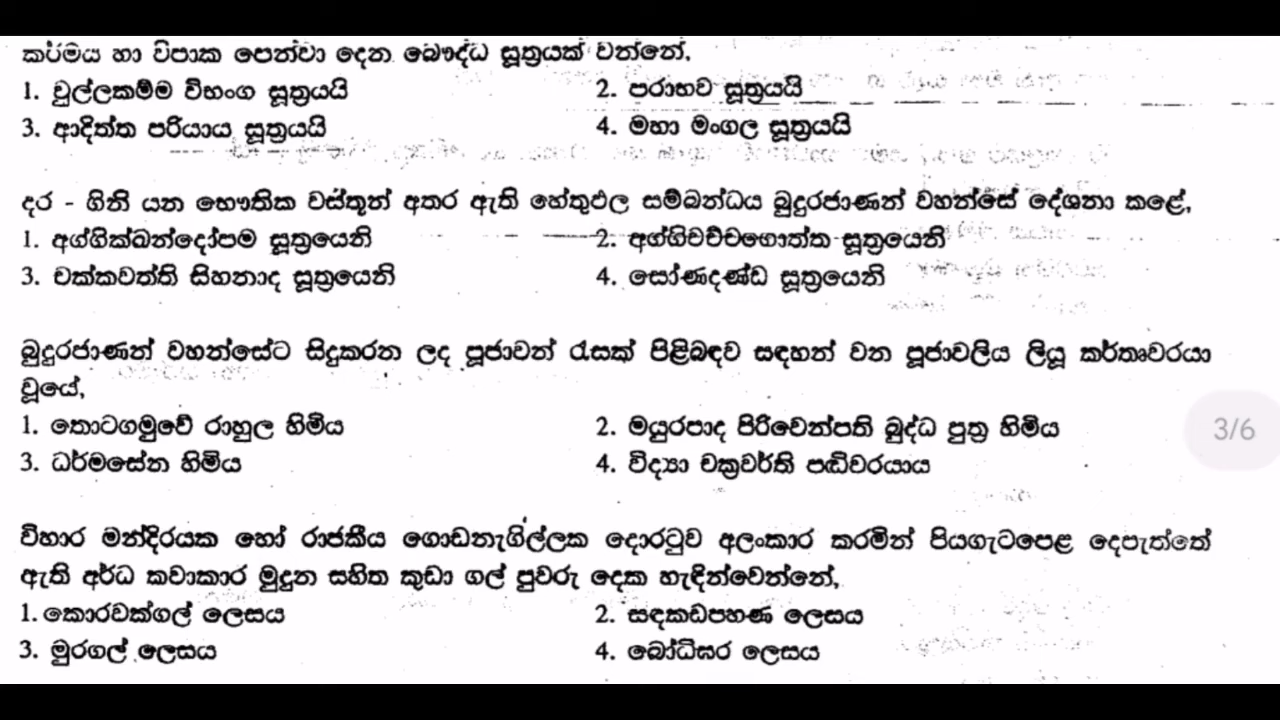 කර්මය හා විපාක පෙන්වා දෙන බෞද්ධ සූත්‍රයක් වන්නේ,
1. චුල්ලකම්ම විභංග සූත්‍රයයි 2. පරාභව සූත්‍රයයි
3. ආදිත්ත පරියාය සූත්‍රයයි 4. මහා මංගල සූත්‍රයයි
දර - ගිනි යන භෞතික වස්තූන් අතර ඇති හේතුඵල සම්බන්ධය බුදුරජාණන් වහන්සේ දේශනා කළේ,
1. අග්ගික්ඛන්දෝපම සූත්‍රයෙනි 2. අග්ගිවච්චගොත්ත සූත්‍රයෙනි
3. චක්කවත්ති සිහනාද සූත්‍රයෙනි 4. සෝණදණ්ඩ සූත්‍රයෙනි
බුදුරජාණන් වහන්සේට සිදුකරන ලද පූජාවන් රැසක් පිළිබඳව සඳහන් වන පූජාවලිය ලියූ කර්තෘවරයා
වූයේ,
1. තොටගමුවේ රාහුල හිමිය 2. මයුරපාද පිරිවෙන්පති බුද්ධ පුත්‍ර හිමිය
3. ධර්මසේන හිමිය 4. විද්‍යා චක්‍රවර්ති පඬිවරයාය
3/6
විහාර මන්දිරයක හෝ රාජකීය ගොඩනැගිල්ලක දොරටුව අලංකාර කරමින් පියගැටපෙළ දෙපැත්තේ
ඇති අර්ධ කවාකාර මුදුන සහිත කුඩා ගල් පුවරු දෙක හැඳින්වෙන්නේ,
1. කොරවක්ගල් ලෙසය 2. සඳකඩපහණ ලෙසය
3. මුරගල් ලෙසය 4. බෝධිඝර ලෙසය